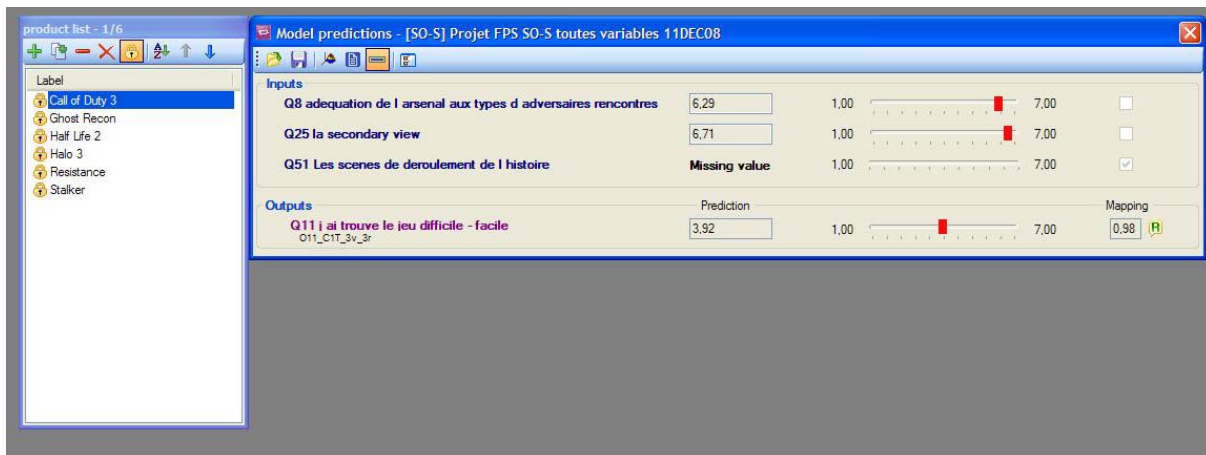 product list - 1/6
Label
Call of Duty 3
Ghost Recon
Half Life 2
Halo 3
Resistance
Stalker
Model predictions - [SO-S] Projet FPS SO-S toutes variables 11DEC08
Inputs
Q8 adequation de l arsenal aux types d adversaires rencontres 6,29 1,00 7,00
Q25 la secondary view 6,71 1,00 7,00
Q51 Les scenes de deroulement de l histoire Missing value 1,00 7,00
Outputs Prediction Mapping
Q11 j ai trouve le jeu difficile - facile 3,92 1,00 7,00 0,98 R
O11_C1T_3v_3r